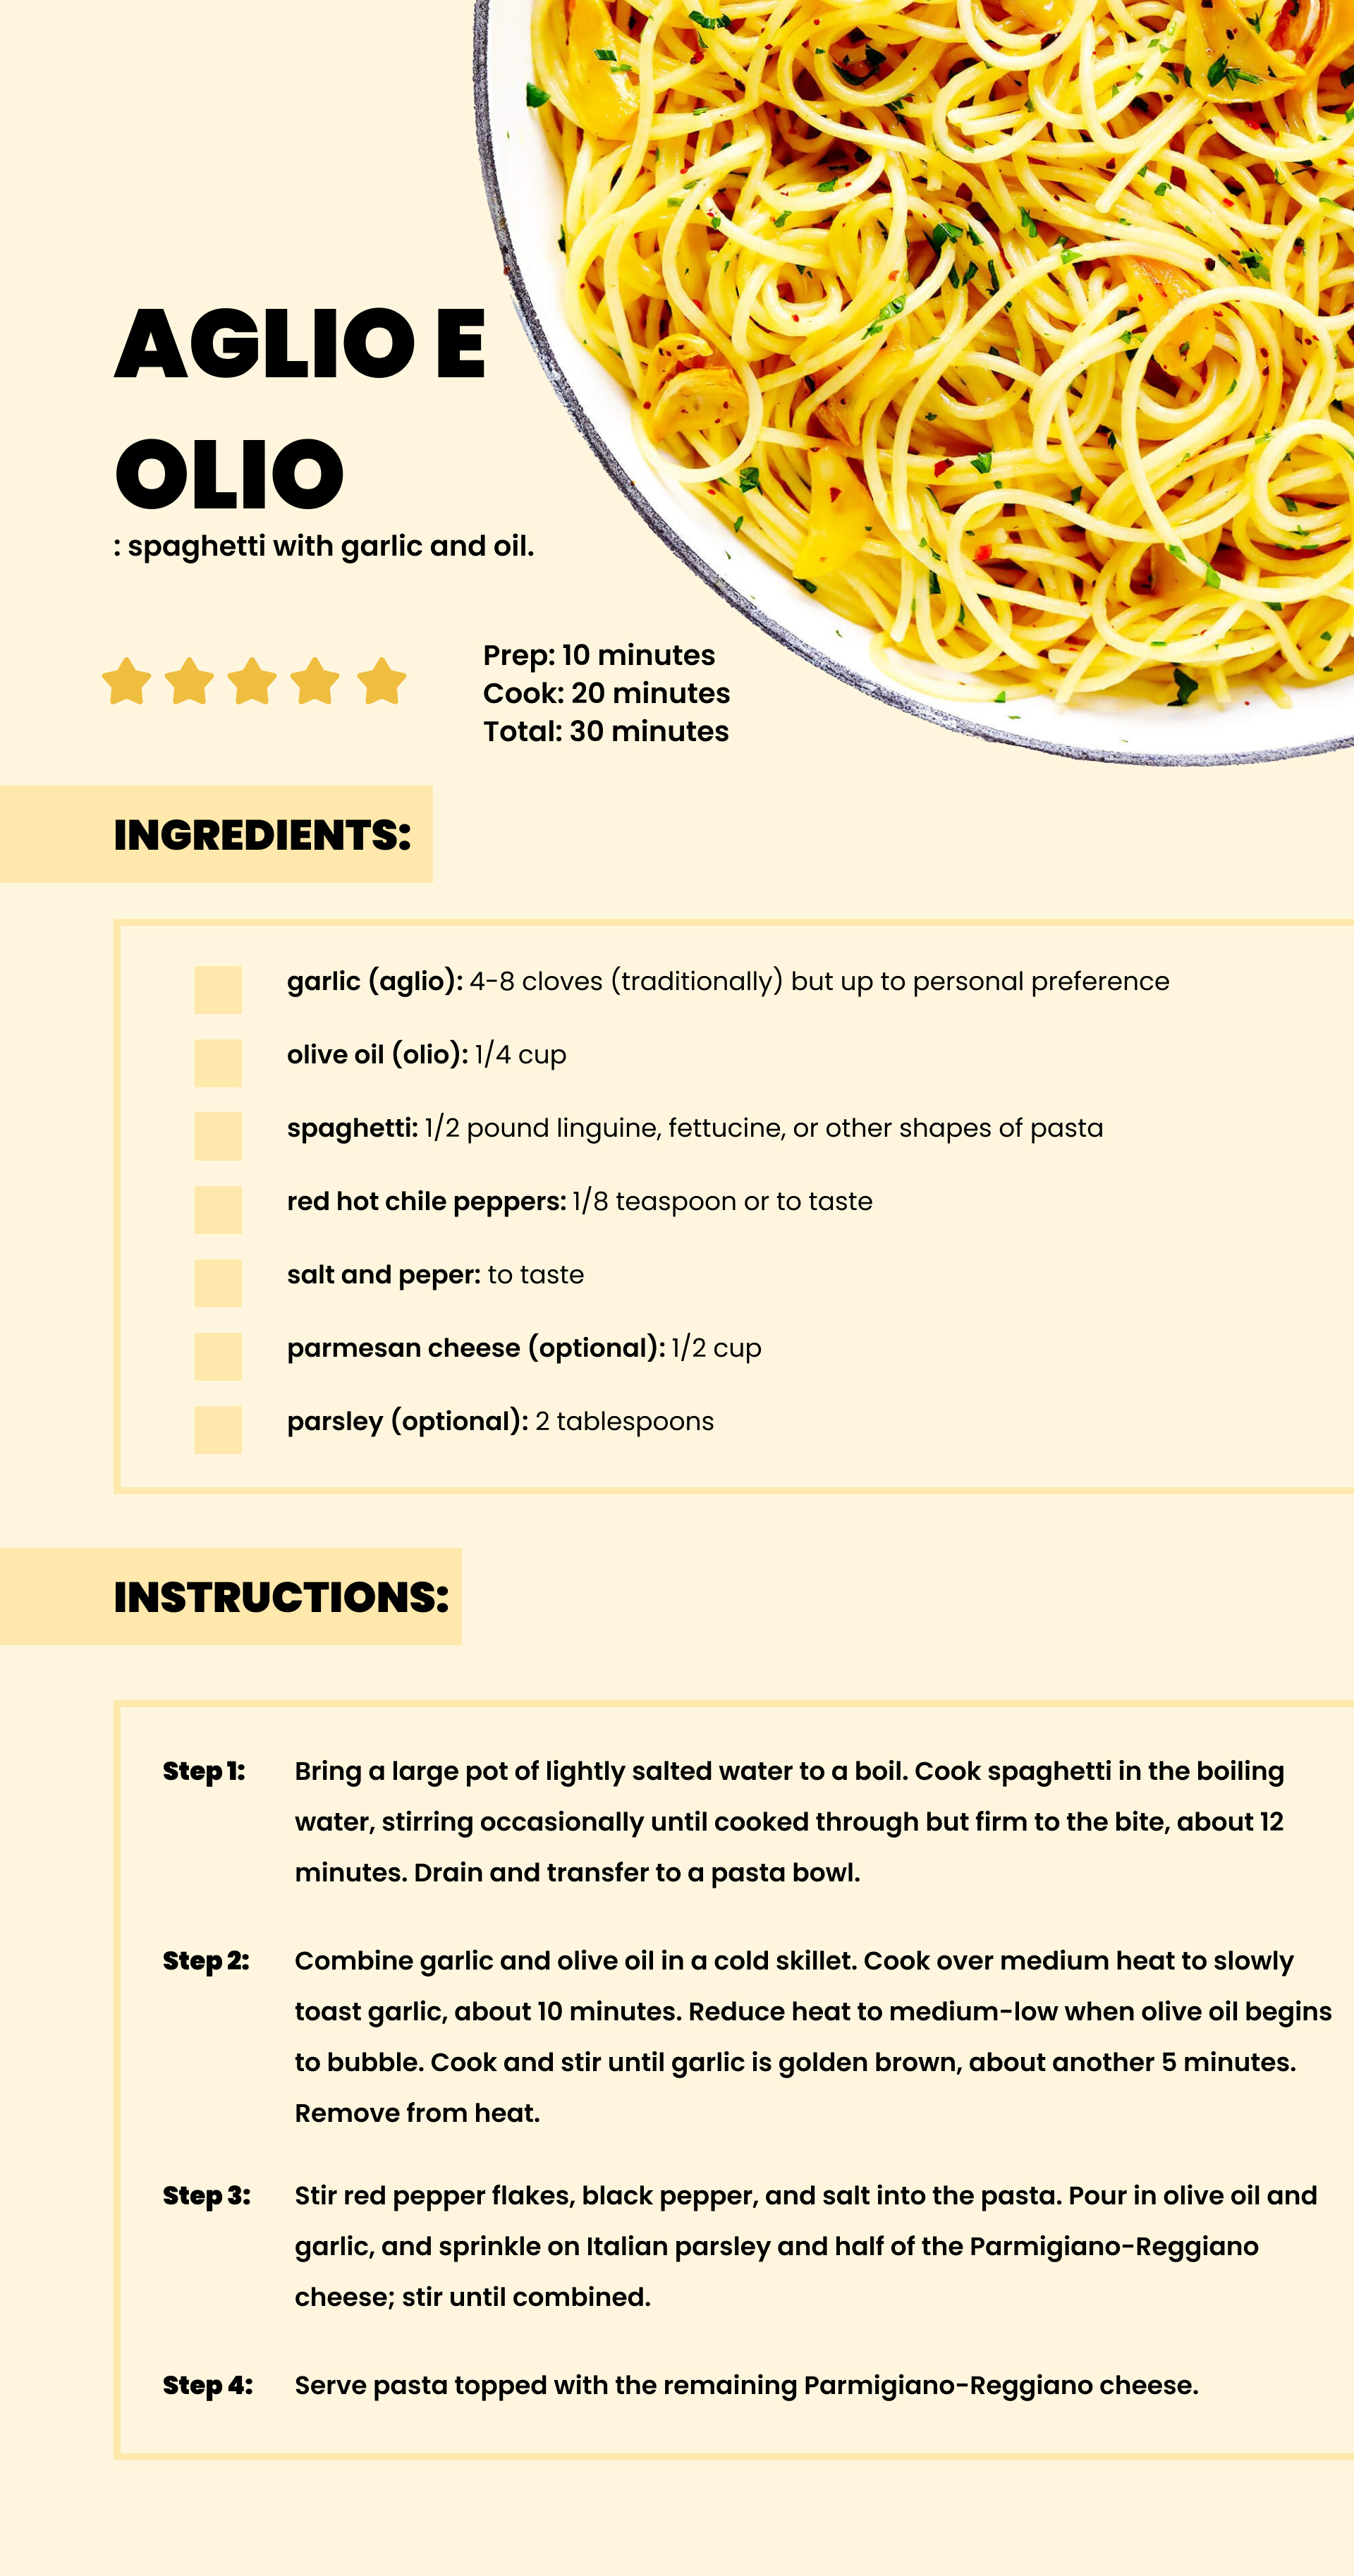 AGLIO E
OLIO
: spaghetti with garlic and oil.
Prep: 10 minutes
Cook: 20 minutes
Total: 30 minutes
INGREDIENTS:
garlic (aglio): 4-8 cloves (traditionally) but up to personal preference
olive oil (olio): 1/4 cup
spaghetti: 1/2 pound linguine, fettucine, or other shapes of pasta
red hot chile peppers: 1/8 teaspoon or to taste
salt and peper: to taste
parmesan cheese (optional): 1/2 cup
parsley (optional): 2 tablespoons
INSTRUCTIONS:
Step 1: Bring a large pot of lightly salted water to a boil. Cook spaghetti in the boiling
water, stirring occasionally until cooked through but firm to the bite, about 12
minutes. Drain and transfer to a pasta bowl.
Step 2: Combine garlic and olive oil in a cold skillet. Cook over medium heat to slowly
toast garlic, about 10 minutes. Reduce heat to medium-low when olive oil begins
to bubble. Cook and stir until garlic is golden brown, about another 5 minutes.
Remove from heat.
Step 3: Stir red pepper flakes, black pepper, and salt into the pasta. Pour in olive oil and
garlic, and sprinkle on Italian parsley and half of the Parmigiano-Reggiano
cheese; stir until combined.
Step 4: Serve pasta topped with the remaining Parmigiano-Reggiano cheese.